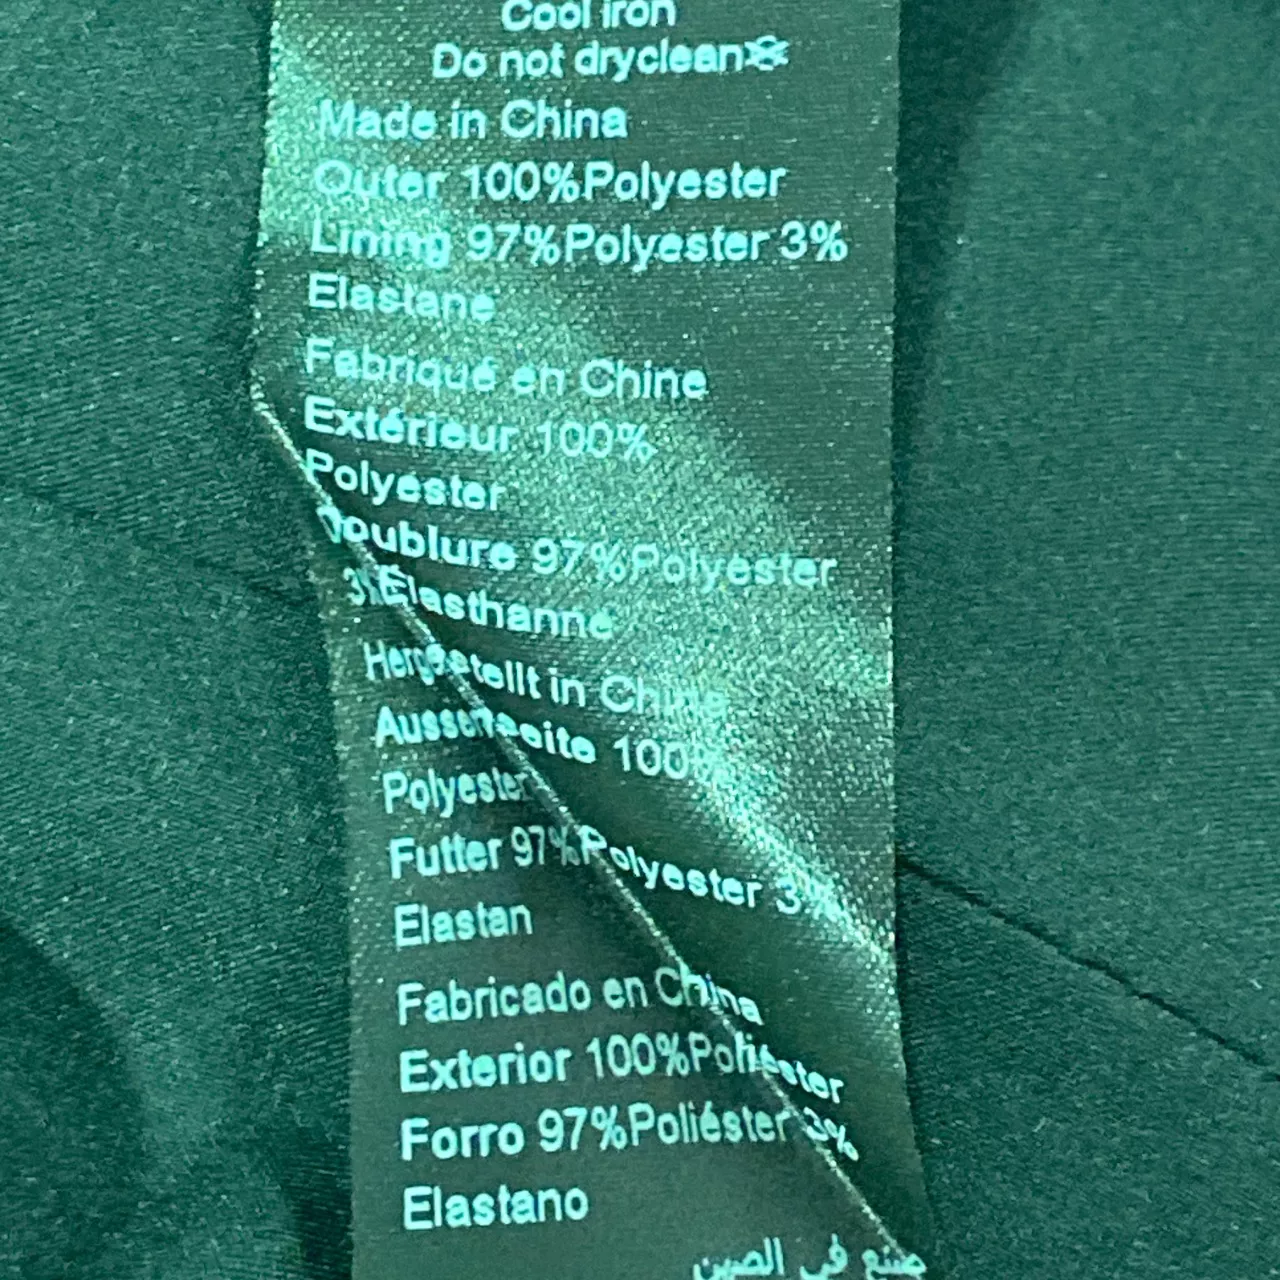 Cool iron
Do not dryclean
Made in China
Outer 100%Polyester
Lining 97%Polyester 3%
Elastane
Fabriqué en Chine
Extérieur 100%
Polyester
Doublure 97%Polyester
3%Élasthanne
Hergestellt in China
Aussenseite 100%
Polyester
Futter 97%Polyester 3%
Elastan
Fabricado en China
Exterior 100%Poliéster
Forro 97%Poliéster 3%
Elastano
صنع في الصين